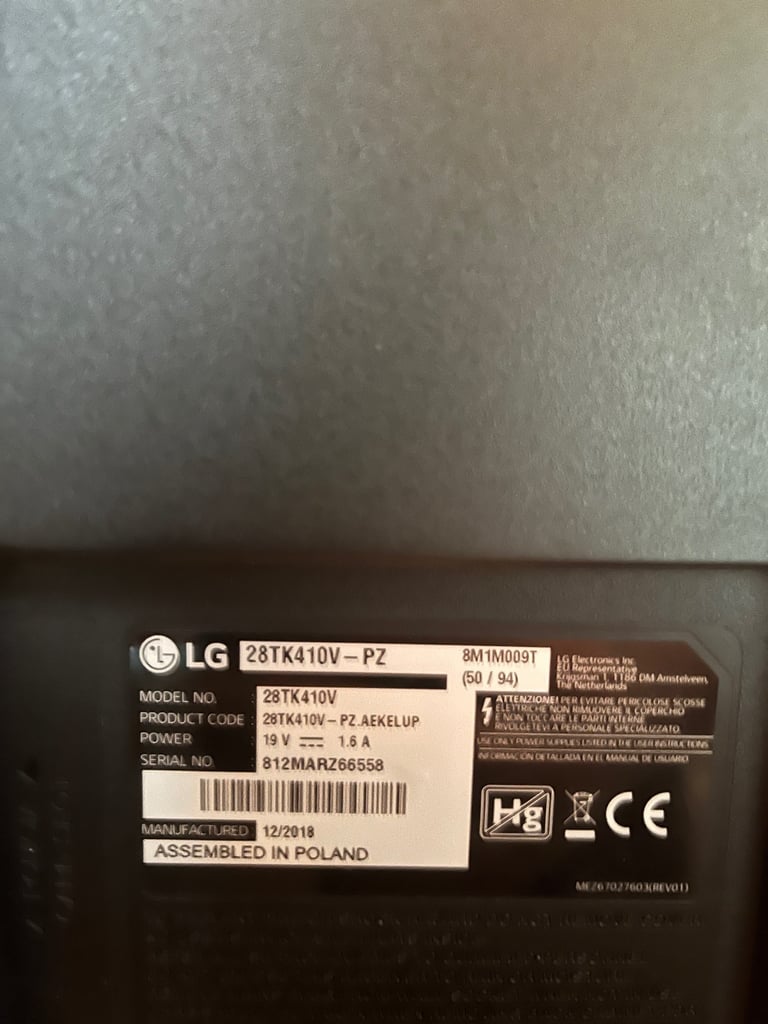 LG 28TK410V-PZ 8M1M009T
(50 / 94)
LG Electronics Inc.
EU Representative
Krijgsman 1, 1186 DM Amstelveen,
The Netherlands
MODEL NO. 28TK410V
PRODUCT CODE 28TK410V-PZ.AEKELUP
POWER 19 V 1.6 A
SERIAL NO. 812MARZ66558
MANUFACTURED 12/2018
ASSEMBLED IN POLAND
ATTENZIONE! PER EVITARE PERICOLOSE SCOSSE
ELETTRICHE NON RIMUOVERE IL COPERCHIO
E NON TOCCARE LE PARTI INTERNE.
RIVOLGETEVI A PERSONALE SPECIALIZZATO.
USE ONLY POWER SUPPLIES LISTED IN THE USER INSTRUCTIONS
INFORMACIÓN DETALLADA EN EL MANUAL DE USUARIO
Hg CE
MEZ67027603(REV01)